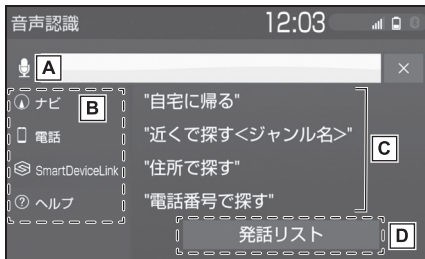 音声認識 12:03
A
×
ナビ B "自宅に帰る"
電話 "近くで探す<ジャンル名>"
C
SmartDeviceLink "住所で探す"
ヘルプ "電話番号で探す"
発話リスト D